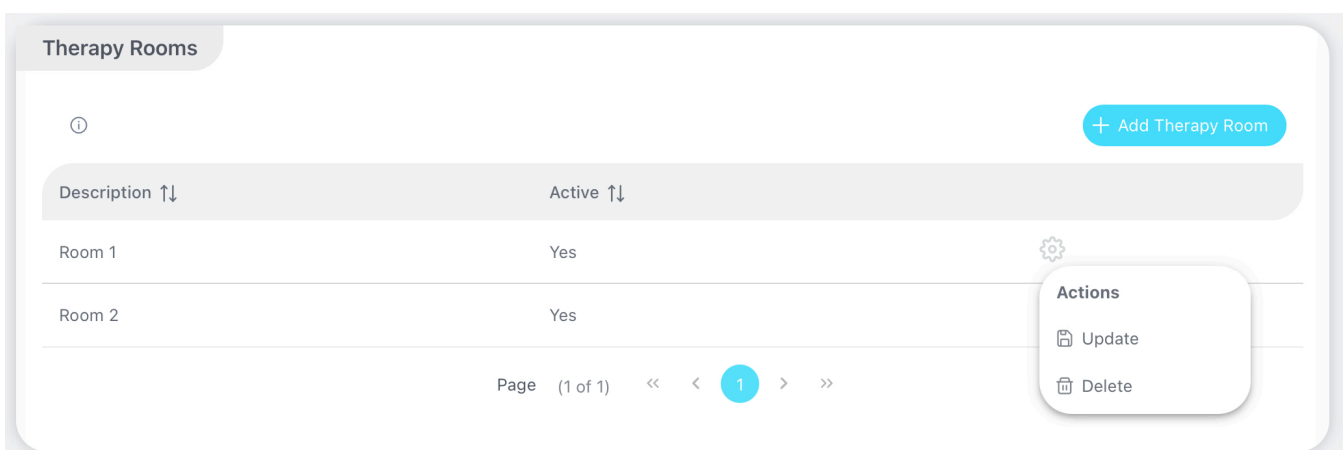 Therapy Rooms
+ Add Therapy Room
Description Active
Room 1 Yes
Actions
Room 2 Yes
Update
Page (1 of 1) << < 1 > >>
Delete